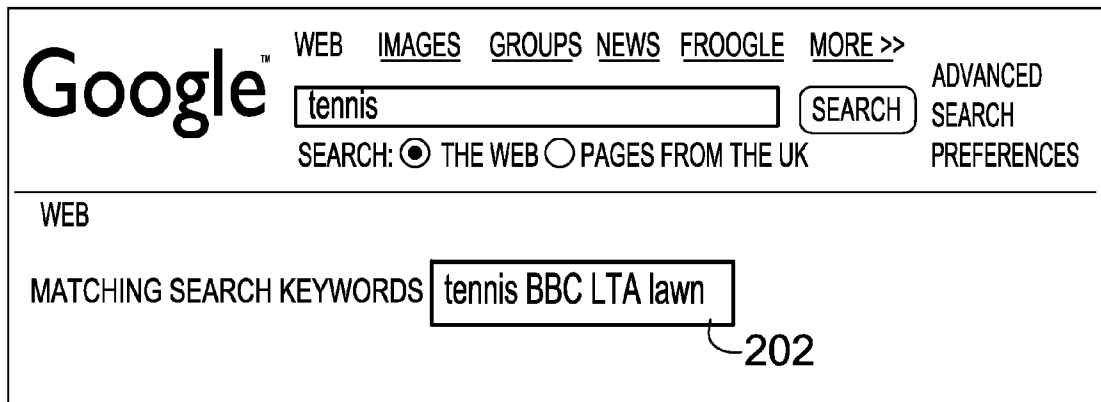 Google™
WEB IMAGES GROUPS NEWS FROOGLE MORE >>
tennis
SEARCH
ADVANCED
SEARCH
PREFERENCES
SEARCH: THE WEB PAGES FROM THE UK
WEB
MATCHING SEARCH KEYWORDS tennis BBC LTA lawn
202